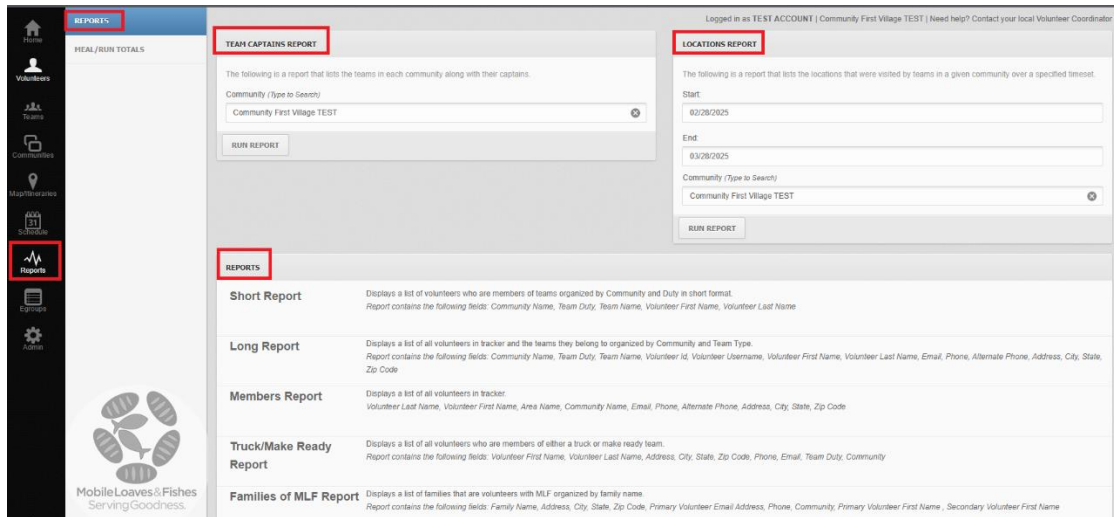 Logged in as TEST ACCOUNT | Community First Village TEST | Need help? Contact your local Volunteer Coordinator
Home
Volunteers
Teams
Communities
Map/Itineraries
31
Schedule
Reports
Egroups
Admin
REPORTS
MEAL/RUN TOTALS
Mobile Loaves & Fishes
Serving Goodness.
TEAM CAPTAINS REPORT
The following is a report that lists the teams in each community along with their captains.
Community (Type to Search)
Community First Village TEST
RUN REPORT
LOCATIONS REPORT
The following is a report that lists the locations that were visited by teams in a given community over a specified timeset.
Start:
02/28/2025
End:
03/28/2025
Community (Type to Search)
Community First Village TEST
RUN REPORT
REPORTS
Short Report
Displays a list of volunteers who are members of teams organized by Community and Duty in short format.
Report contains the following fields: Community Name, Team Duty, Team Name, Volunteer First Name, Volunteer Last Name
Long Report
Displays a list of all volunteers in tracker and the teams they belong to organized by Community and Team Type.
Report contains the following fields: Community Name, Team Duty, Team Name, Volunteer Id, Volunteer Username, Volunteer First Name, Volunteer Last Name, Email, Phone, Alternate Phone, Address, City, State,
Zip Code
Members Report
Displays a list of all volunteers in tracker.
Volunteer Last Name, Volunteer First Name, Area Name, Community Name, Email, Phone, Alternate Phone, Address, City, State, Zip Code
Truck/Make Ready
Report
Displays a list of all volunteers who are members of either a truck or make ready team.
Report contains the following fields: Volunteer First Name, Volunteer Last Name, Address, City, State, Zip Code, Phone, Email, Team Duty, Community
Families of MLF Report
Displays a list of families that are volunteers with MLF organized by family name.
Report contains the following fields: Family Name, Address, City, State, Zip Code, Primary Volunteer Email Address, Phone, Community, Primary Volunteer First Name , Secondary Volunteer First Name